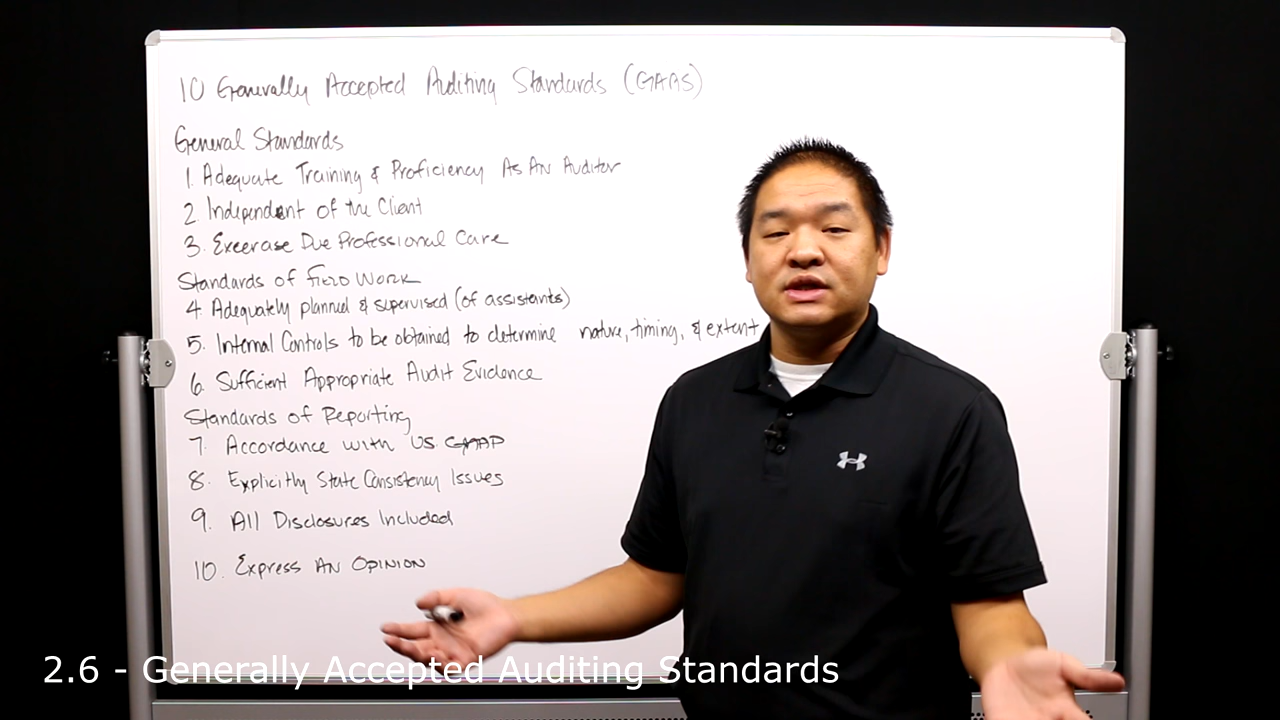 10 Generally Accepted Auditing Standards (GAAS)
General Standards
1. Adequate Training & Proficiency As An Auditor
2. Independent of the Client
3. Excerase Due Professional Care
Standards of Field Work
4. Adequately planned & supervised (of assistants)
5. Internal Controls to be obtained to determine nature, timing, & extent
6. Sufficient Appropriate Audit Evidence
Standards of Reporting
7. Accordance with US GAAP
8. Explicitly State Consistency Issues
9. All Disclosures Included
10. Express An Opinion
2.6 - Generally Accepted Auditing Standards